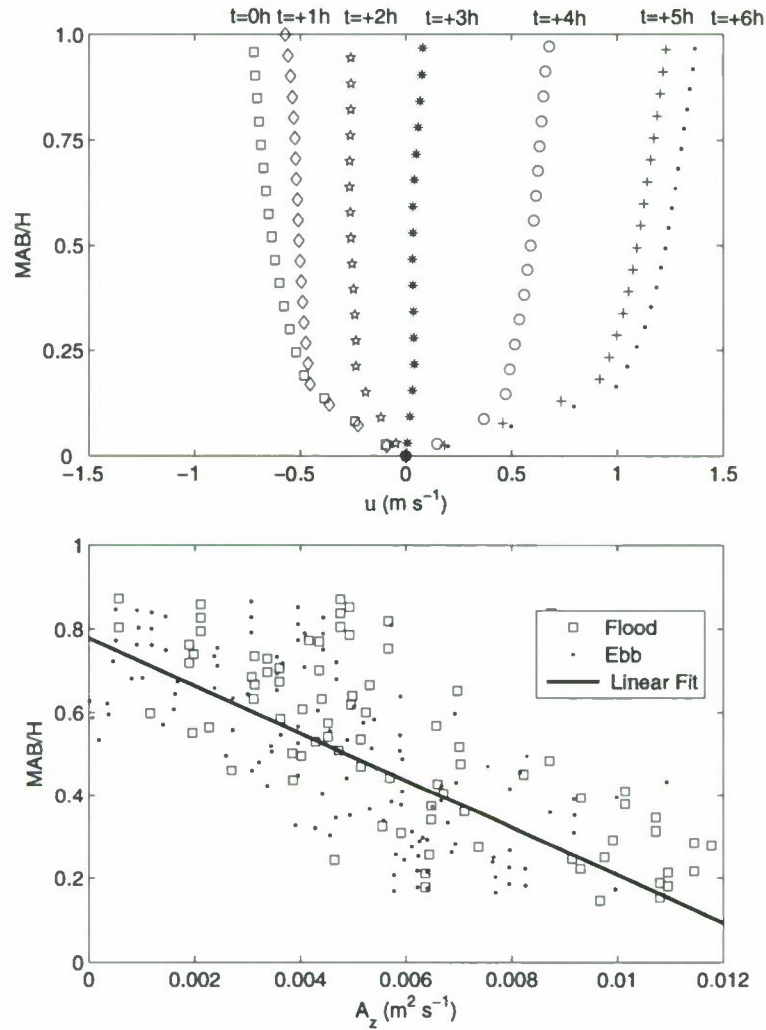 t=0h t=+1h t=+2h t=+3h t=+4h t=+5h t=+6h
1.0
0.75
0.5
0.25
0
MAB/H
−1.5 −1 −0.5 0 0.5 1 1.5
u (m s⁻¹)
1
0.8
0.6
0.4
0.2
0
MAB/H
Flood
Ebb
Linear Fit
0 0.002 0.004 0.006 0.008 0.01 0.012
A_z (m² s⁻¹)